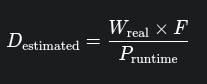 D_estimated = W_real × F / P_runtime